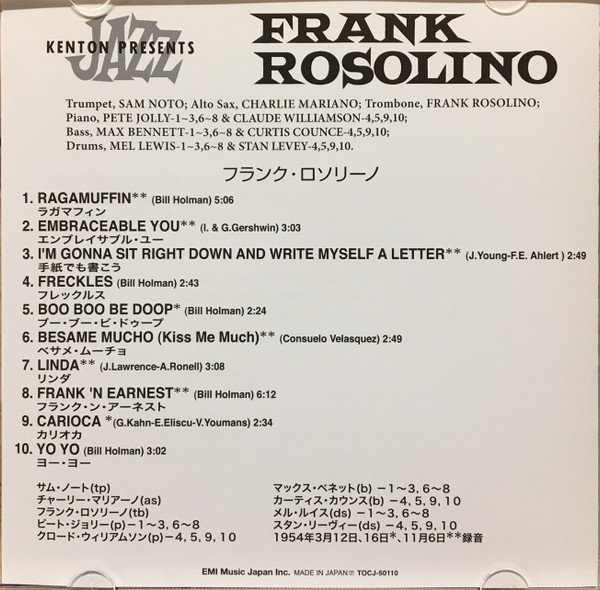 KENTON PRESENTS
JAZZ
FRANK
ROSOLINO
Trumpet, SAM NOTO; Alto Sax, CHARLIE MARIANO; Trombone, FRANK ROSOLINO;
Piano, PETE JOLLY-1~3,6~8 & CLAUDE WILLIAMSON-4,5,9,10;
Bass, MAX BENNETT-1~3,6~8 & CURTIS COUNCE-4,5,9,10;
Drums, MEL LEWIS-1~3,6~8 & STAN LEVEY-4,5,9,10.
フランク・ロソリーノ
1. RAGAMUFFIN** (Bill Holman) 5:06
ラガマフィン
2. EMBRACEABLE YOU** (I. & G.Gershwin) 3:03
エンブレイサブル・ユー
3. I'M GONNA SIT RIGHT DOWN AND WRITE MYSELF A LETTER** (J.Young-F.E. Ahlert ) 2:49
手紙でも書こう
4. FRECKLES (Bill Holman) 2:43
フレックルス
5. BOO BOO BE DOOP* (Bill Holman) 2:24
ブー・ブー・ビ・ドゥープ
6. BESAME MUCHO (Kiss Me Much)** (Consuelo Velasquez) 2:49
ベサメ・ムーチョ
7. LINDA** (J.Lawrence-A.Ronell) 3:08
リンダ
8. FRANK 'N EARNEST** (Bill Holman) 6:12
フランク・ン・アーネスト
9. CARIOCA *(G.Kahn-E.Eliscu-V.Youmans) 2:34
カリオカ
10. YO YO (Bill Holman) 3:02
ヨー・ヨー
サム・ノート(tp)
チャーリー・マリアーノ(as)
フランク・ロソリーノ(tb)
ピート・ジョリー(p)－1～3, 6～8
クロード・ウィリアムソン(p)－4, 5, 9, 10
マックス・ベネット(b) －1～3, 6～8
カーティス・カウンス(b) －4, 5, 9, 10
メル・ルイス(ds) －1～3, 6～8
スタン・リーヴィー(ds) －4, 5, 9, 10
1954年3月12日、16日*、11月6日**録音
EMI Music Japan Inc. MADE IN JAPAN Ⓟ TOCJ-50110